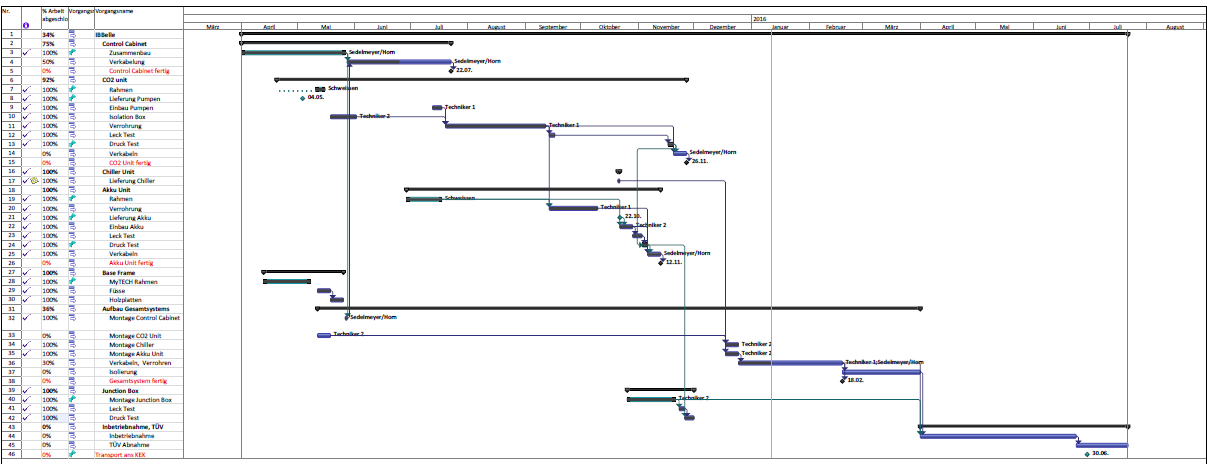 Nr. % Arbeit Vorgangsr Vorgangsname
abgeschlo
2016
März April Mai Juni Juli August September Oktober November Dezember Januar Februar März April Mai Juni Juli August
1 34% IBBelle
2 75% Control Cabinet
3 100% Zusammenbau Sedelmeyer/Horn
4 50% Verkabelung Sedelmeyer/Horn
5 0% Control Cabinet fertig 22.07.
6 92% CO2 unit
7 100% Rahmen Schweissen
8 100% Lieferung Pumpen 04.05.
9 100% Einbau Pumpen Techniker 1
10 100% Isolation Box Techniker 2
11 100% Verrohrung Techniker 1
12 100% Leck Test
13 100% Druck Test
14 0% Verkabeln Sedelmeyer/Horn
15 0% CO2 Unit fertig 26.11.
16 100% Chiller Unit
17 100% Lieferung Chiller
18 100% Akku Unit
19 100% Rahmen Schweissen
20 100% Verrohrung Techniker 1
21 100% Lieferung Akku 22.10.
22 100% Einbau Akku Techniker 2
23 100% Leck Test
24 100% Druck Test
25 100% Verkabeln Sedelmeyer/Horn
26 0% Akku Unit fertig 12.11.
27 100% Base Frame
28 100% MyTECH Rahmen
29 100% Füsse
30 100% Holzplatten
31 36% Aufbau Gesamtsystems
32 100% Montage Control Cabinet Sedelmeyer/Horn
33 0% Montage CO2 Unit Techniker 2
34 100% Montage Chiller Techniker 2
35 100% Montage Akku Unit Techniker 2
36 30% Verkabeln, Verrohren Techniker 1;Sedelmeyer/Horn
37 0% Isolierung
38 0% Gesamtsystem fertig 18.02.
39 100% Junction Box
40 100% Montage Junction Box Techniker 2
41 100% Leck Test
42 100% Druck Test
43 0% Inbetriebnahme, TÜV
44 0% Inbetriebnahme
45 0% TÜV Abnahme
46 0% Transport ans KEK 30.06.